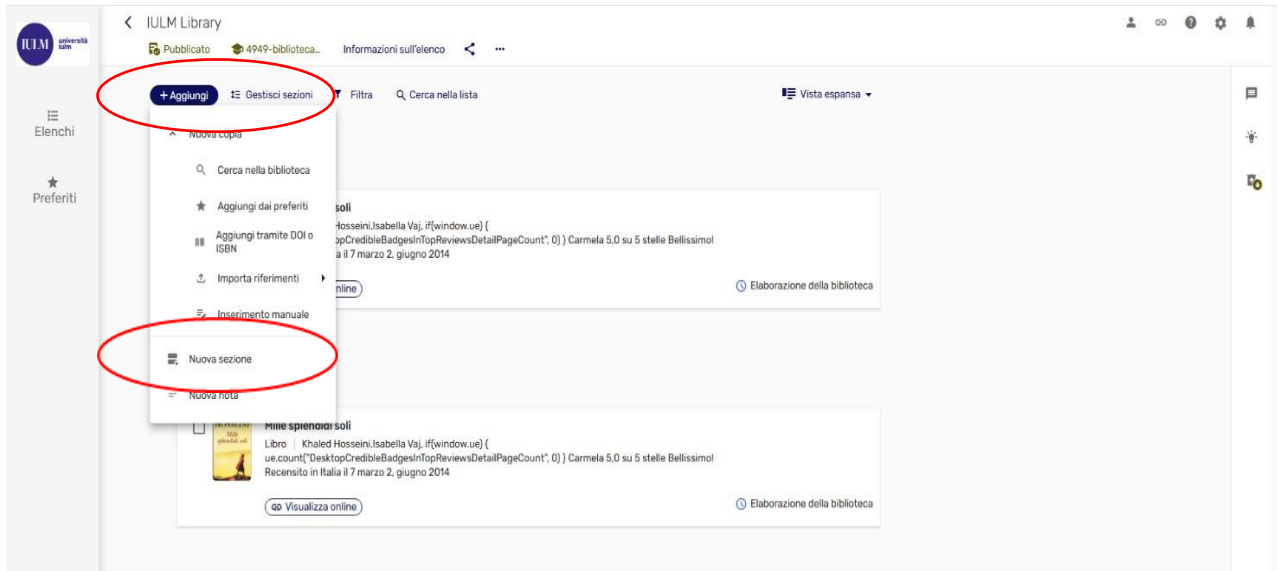 IULM università iulm
IULM Library
Pubblicato 4949-biblioteca... Informazioni sull'elenco
+ Aggiungi Gestisci sezioni Filtra Cerca nella lista Vista espansa
Elenchi
Preferiti
Nuova copia
Cerca nella biblioteca
Aggiungi dai preferiti
Aggiungi tramite DOI o
ISBN
Importa riferimenti
Inserimento manuale
Nuova sezione
Nuova nota
soli
Hosseini,Isabella Vaj, if(window.ue) {
opCredibleBadgesInTopReviewsDetailPageCount", 0) } Carmela 5,0 su 5 stelle Bellissimo!
a il 7 marzo 2, giugno 2014
nline
Elaborazione della biblioteca
HOSSEINI
Mille
splendidi soli
Mille splendidi soli
Libro | Khaled Hosseini,Isabella Vaj, if(window.ue) {
ue.count("DesktopCredibleBadgesInTopReviewsDetailPageCount", 0) } Carmela 5,0 su 5 stelle Bellissimo!
Recensito in Italia il 7 marzo 2, giugno 2014
Visualizza online
Elaborazione della biblioteca